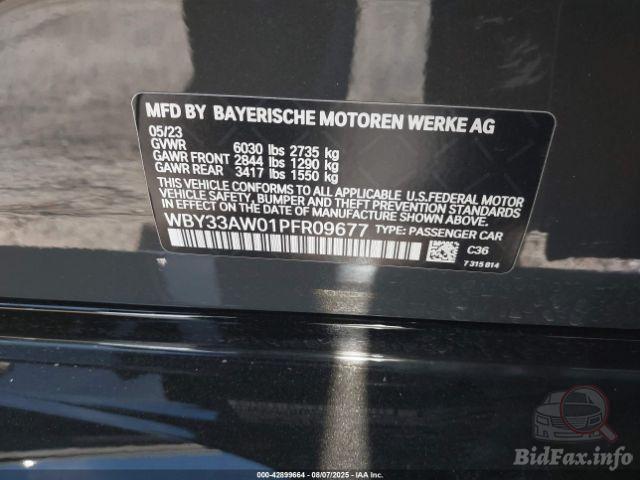 MFD BY BAYERISCHE MOTOREN WERKE AG
05/23
GVWR 6030 lbs 2735 kg
GAWR FRONT 2844 lbs 1290 kg
GAWR REAR 3417 lbs 1550 kg
THIS VEHICLE CONFORMS TO ALL APPLICABLE U.S.FEDERAL MOTOR
VEHICLE SAFETY, BUMPER AND THEFT PREVENTION STANDARDS
IN EFFECT ON THE DATE OF MANUFACTURE SHOWN ABOVE.
WBY33AW01PFR09677 TYPE: PASSENGER CAR
C36
7 315 814
BidFax.info
000-42899664 - 08/07/2025 - IAA Inc.